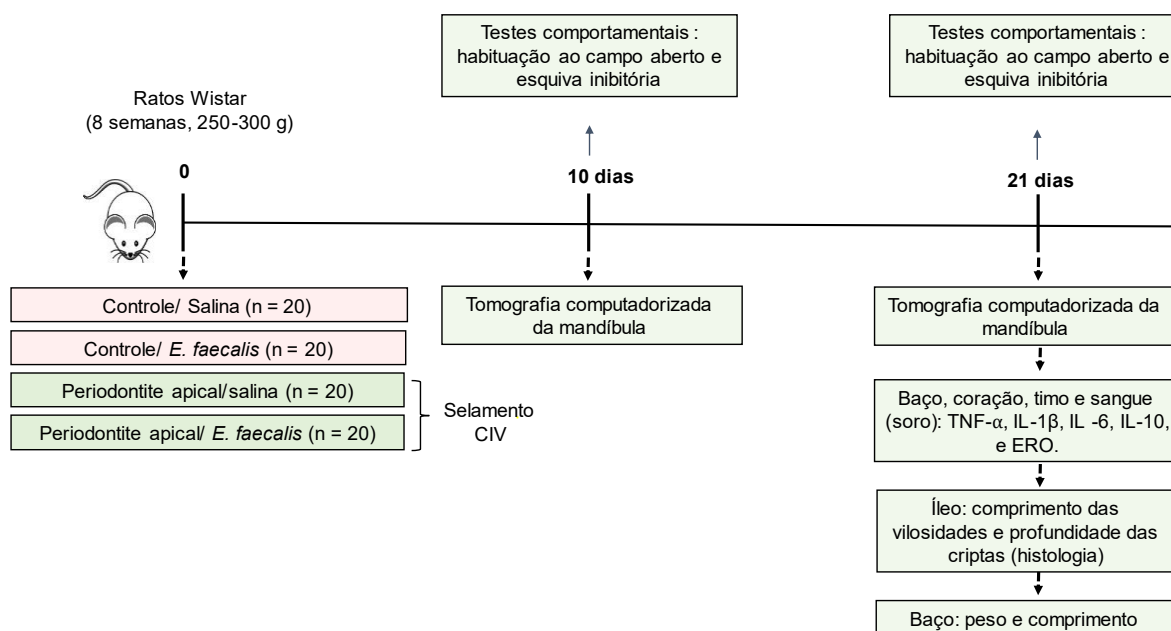 Testes comportamentais :
habituação ao campo aberto e
esquiva inibitória
Testes comportamentais :
habituação ao campo aberto e
esquiva inibitória
Ratos Wistar
(8 semanas, 250-300 g)
0
10 dias
21 dias
Controle/ Salina (n = 20)
Controle/ E. faecalis (n = 20)
Periodontite apical/salina (n = 20)
Periodontite apical/ E. faecalis (n = 20)
Selamento
CIV
Tomografia computadorizada
da mandíbula
Tomografia computadorizada da
mandíbula
Baço, coração, timo e sangue
(soro): TNF-α, IL-1β, IL -6, IL-10,
e ERO.
Íleo: comprimento das
vilosidades e profundidade das
criptas (histologia)
Baço: peso e comprimento